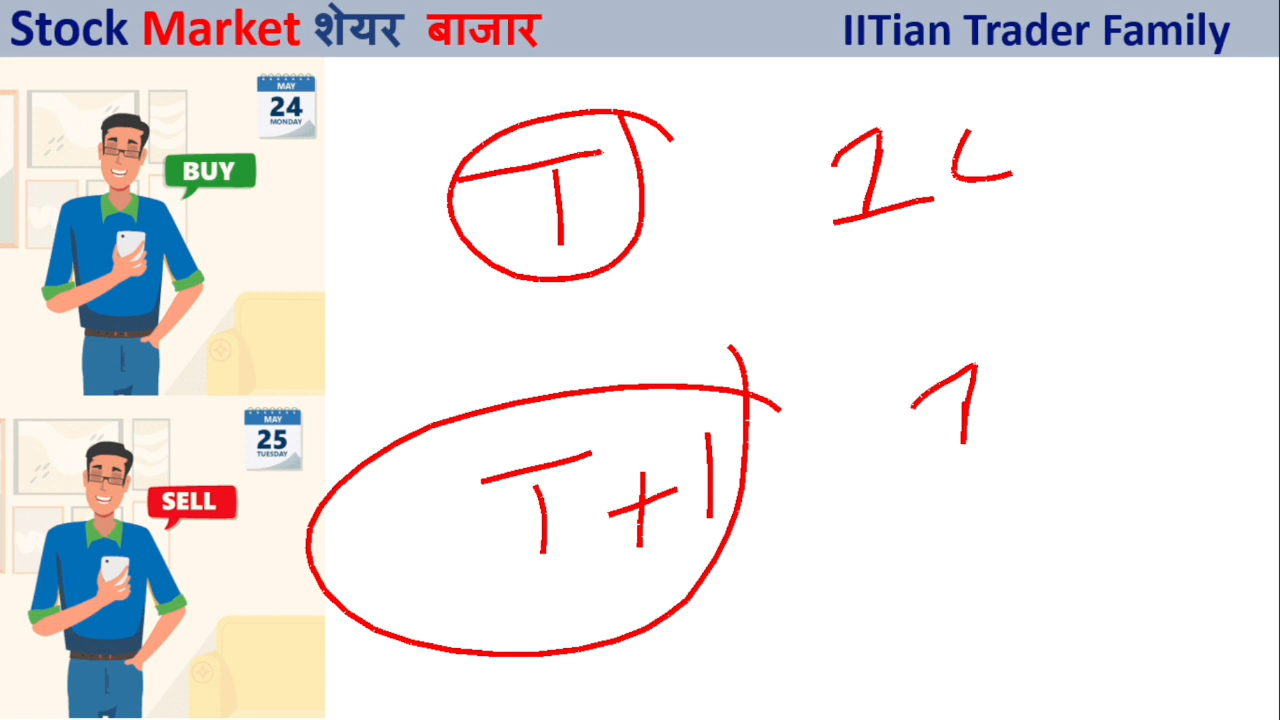 Stock Market शेयर बाजार
IITian Trader Family
MAY
24
MONDAY
BUY
T
MAY
25
TUESDAY
SELL
T+1